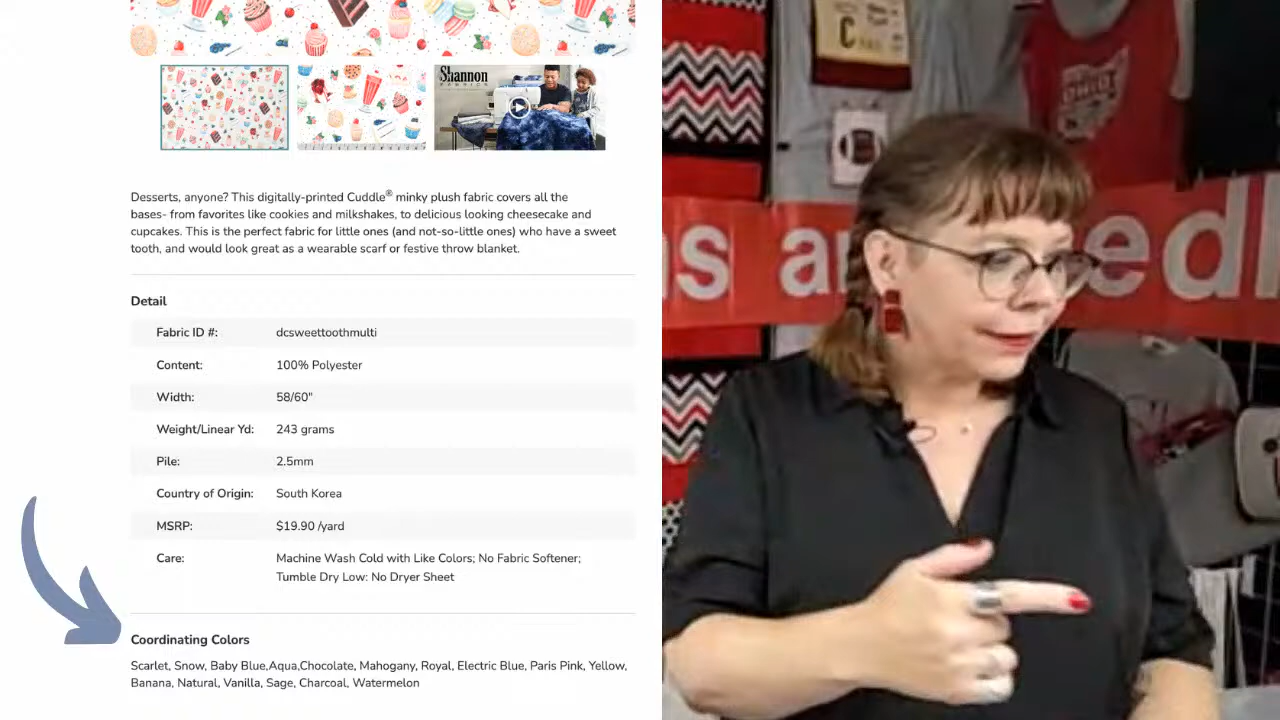 Shannon
FABRICS
Desserts, anyone? This digitally-printed Cuddle® minky plush fabric covers all the
bases- from favorites like cookies and milkshakes, to delicious looking cheesecake and
cupcakes. This is the perfect fabric for little ones (and not-so-little ones) who have a sweet
tooth, and would look great as a wearable scarf or festive throw blanket.
Detail
Fabric ID #: dcsweettoothmulti
Content: 100% Polyester
Width: 58/60"
Weight/Linear Yd: 243 grams
Pile: 2.5mm
Country of Origin: South Korea
MSRP: $19.90 /yard
Care: Machine Wash Cold with Like Colors; No Fabric Softener;
Tumble Dry Low: No Dryer Sheet
Coordinating Colors
Scarlet, Snow, Baby Blue,Aqua,Chocolate, Mahogany, Royal, Electric Blue, Paris Pink, Yellow,
Banana, Natural, Vanilla, Sage, Charcoal, Watermelon
C
OHIO